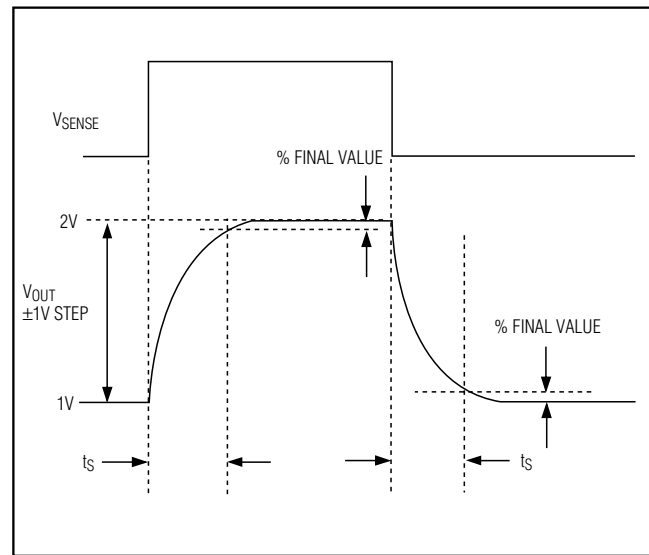 VSENSE
% FINAL VALUE
2V
VOUT
±1V STEP
% FINAL VALUE
1V
tS
tS